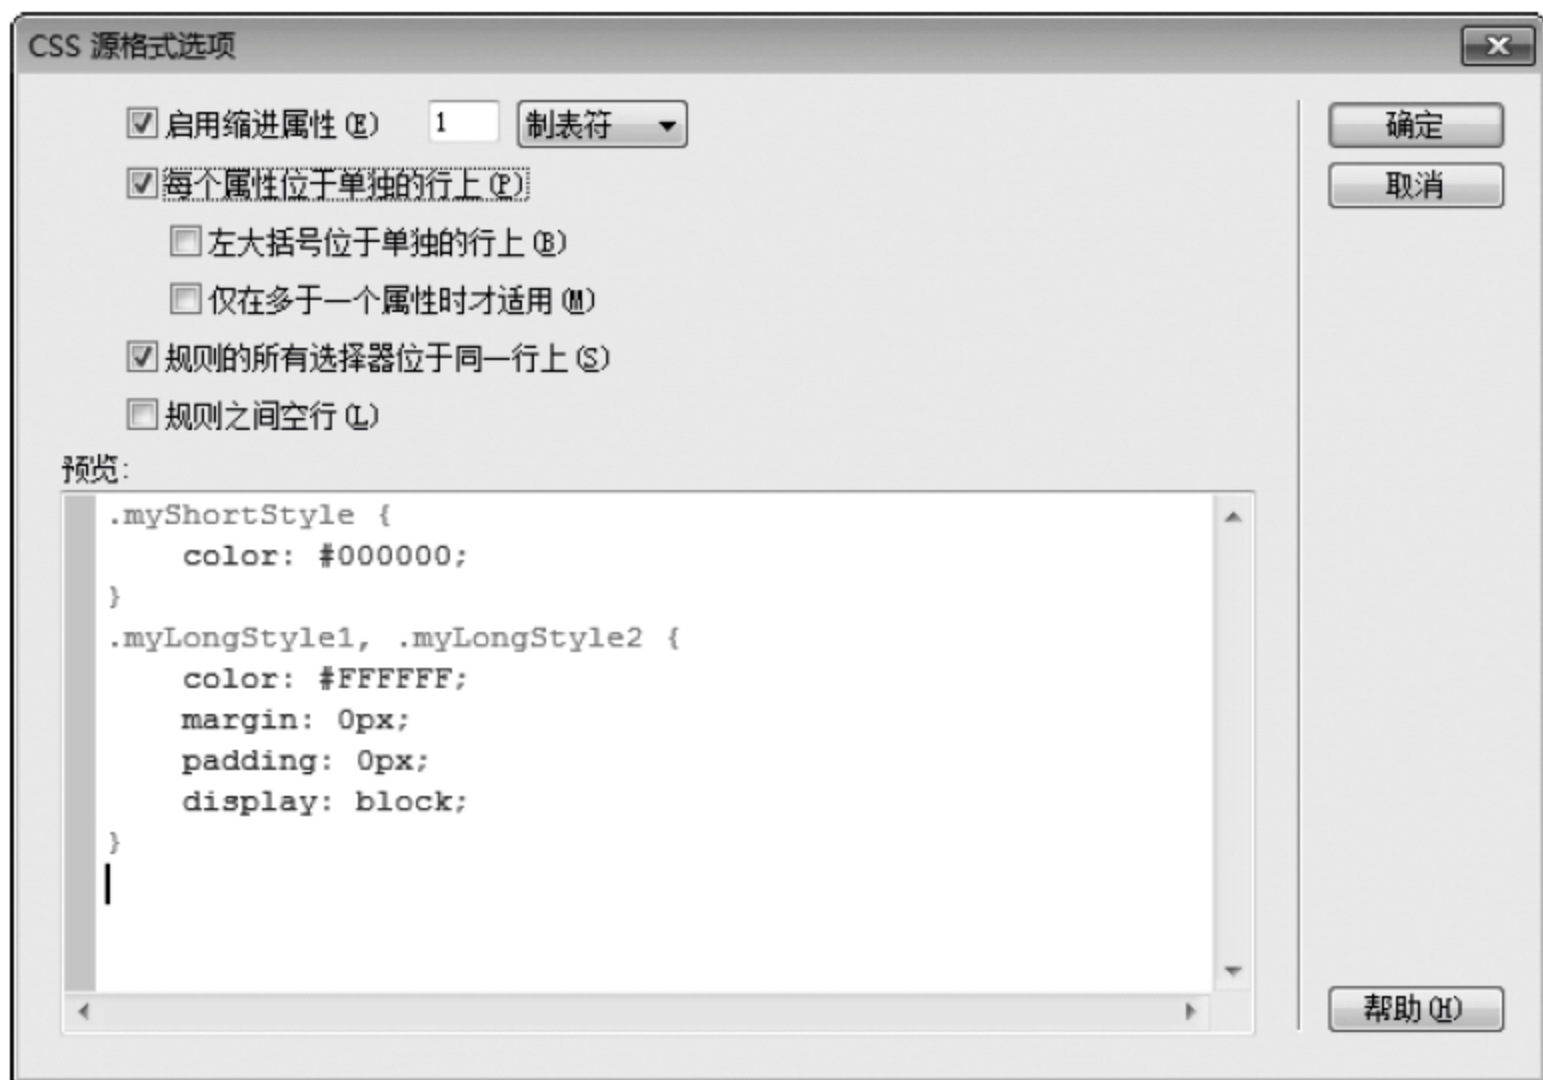 CSS 源格式选项
启用缩进属性(E) 1 制表符
每个属性位于单独的行上(P)
左大括号位于单独的行上(B)
仅在多于一个属性时才适用(M)
规则的所有选择器位于同一行上(S)
规则之间空行(L)
预览:
.myShortStyle {
color: #000000;
}
.myLongStyle1, .myLongStyle2 {
color: #FFFFFF;
margin: 0px;
padding: 0px;
display: block;
}
确定
取消
帮助(H)